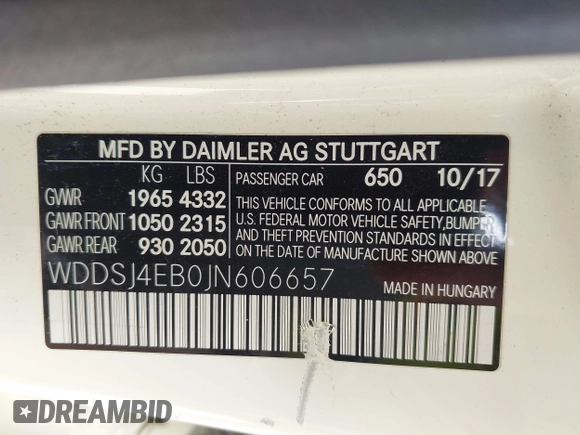 MFD BY DAIMLER AG STUTTGART
KG LBS
GVWR 1965 4332
GAWR FRONT 1050 2315
GAWR REAR 930 2050
PASSENGER CAR 650 10/17
THIS VEHICLE CONFORMS TO ALL APPLICABLE
U.S. FEDERAL MOTOR VEHICLE SAFETY,BUMPER,
AND THEFT PREVENTION STANDARDS IN EFFECT
ON THE DATE OF MANUFACTURE SHOWN ABOVE.
WDDSJ4EB0JN606657
MADE IN HUNGARY
DREAMBID